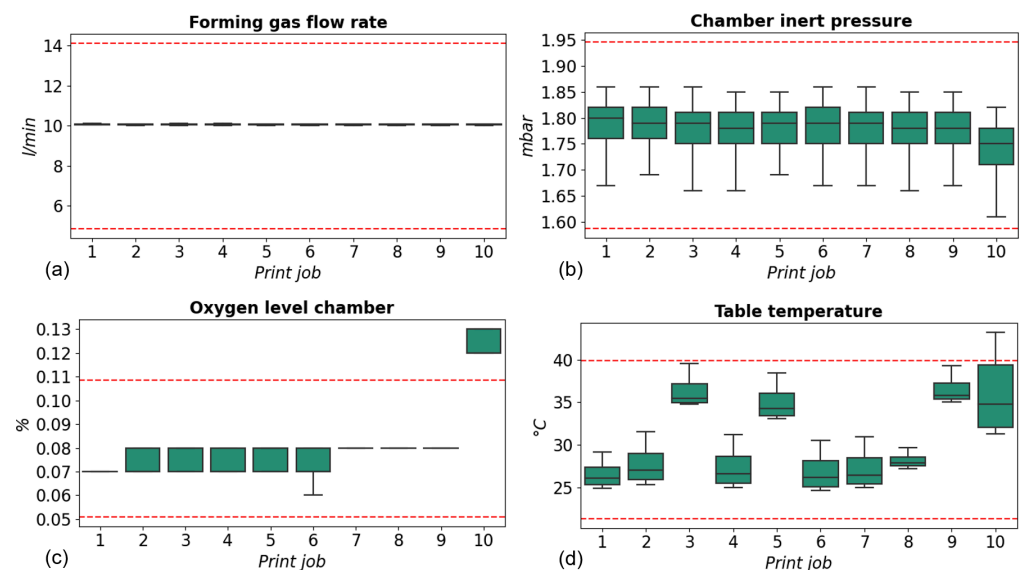 Forming gas flow rate
14
12
10
8
6
l/min
1 2 3 4 5 6 7 8 9 10
Print job
(a)
Chamber inert pressure
1.95
1.90
1.85
1.80
1.75
1.70
1.65
1.60
mbar
1 2 3 4 5 6 7 8 9 10
Print job
(b)
Oxygen level chamber
0.13
0.12
0.11
0.10
0.09
0.08
0.07
0.06
0.05
%
1 2 3 4 5 6 7 8 9 10
Print job
(c)
Table temperature
40
35
30
25
°C
1 2 3 4 5 6 7 8 9 10
Print job
(d)